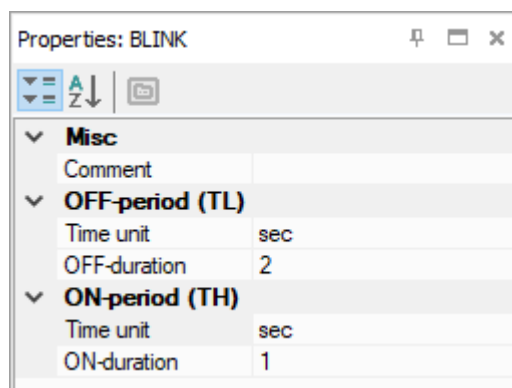 Properties: BLINK
AZ
Misc
Comment
OFF-period (TL)
Time unit sec
OFF-duration 2
ON-period (TH)
Time unit sec
ON-duration 1